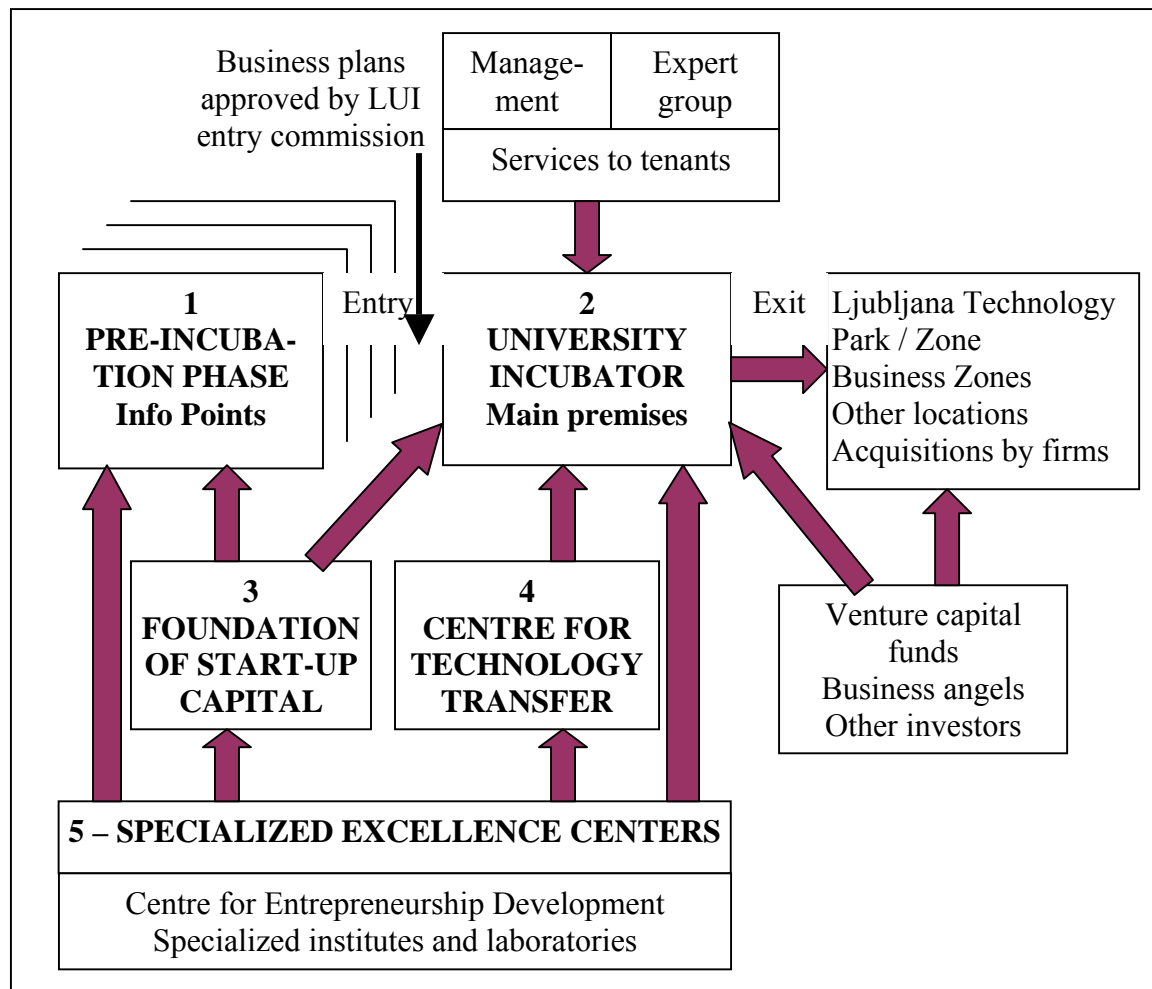 Business plans
approved by LUI
entry commission
Manage-
ment
Expert
group
Services to tenants
1
PRE-INCUBA-
TION PHASE
Info Points
Entry
2
UNIVERSITY
INCUBATOR
Main premises
Exit
Ljubljana Technology
Park / Zone
Business Zones
Other locations
Acquisitions by firms
3
FOUNDATION
OF START-UP
CAPITAL
4
CENTRE FOR
TECHNOLOGY
TRANSFER
Venture capital
funds
Business angels
Other investors
5 – SPECIALIZED EXCELLENCE CENTERS
Centre for Entrepreneurship Development
Specialized institutes and laboratories